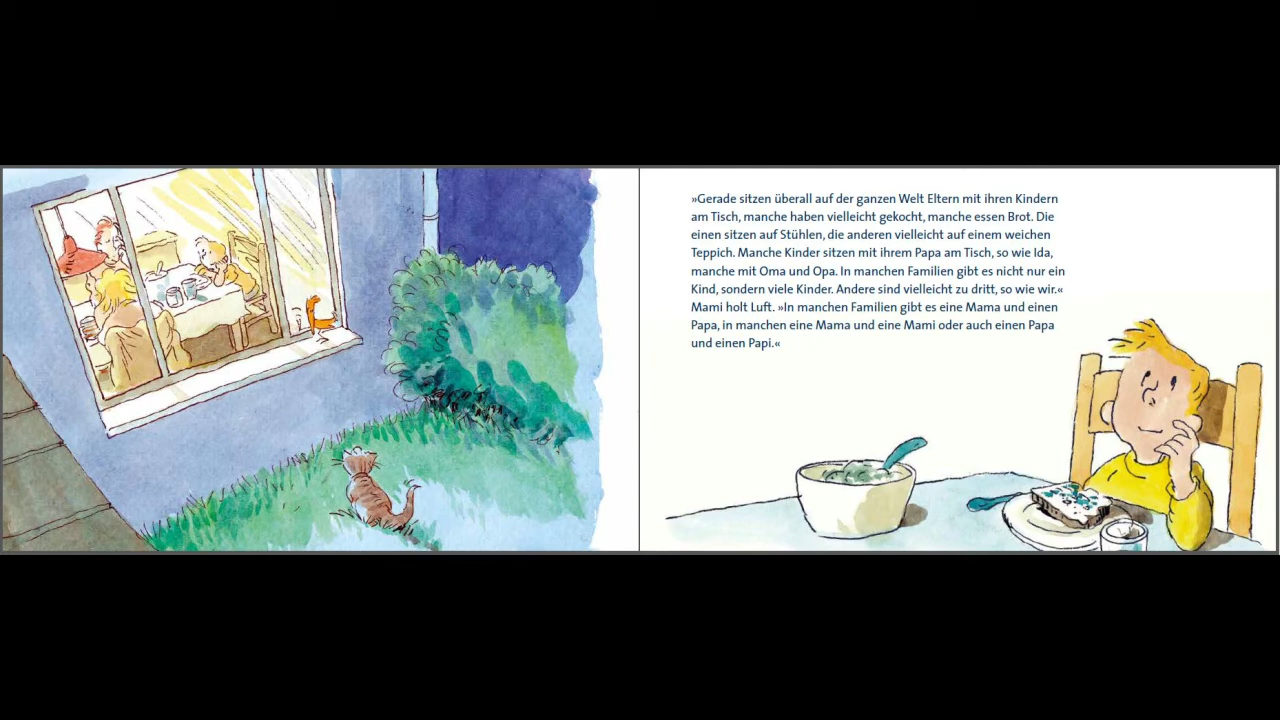 »Gerade sitzen überall auf der ganzen Welt Eltern mit ihren Kindern
am Tisch, manche haben vielleicht gekocht, manche essen Brot. Die
einen sitzen auf Stühlen, die anderen vielleicht auf einem weichen
Teppich. Manche Kinder sitzen mit ihrem Papa am Tisch, so wie Ida,
manche mit Oma und Opa. In manchen Familien gibt es nicht nur ein
Kind, sondern viele Kinder. Andere sind vielleicht zu dritt, so wie wir.«
Mami holt Luft. »In manchen Familien gibt es eine Mama und einen
Papa, in manchen eine Mama und eine Mami oder auch einen Papa
und einen Papi.«